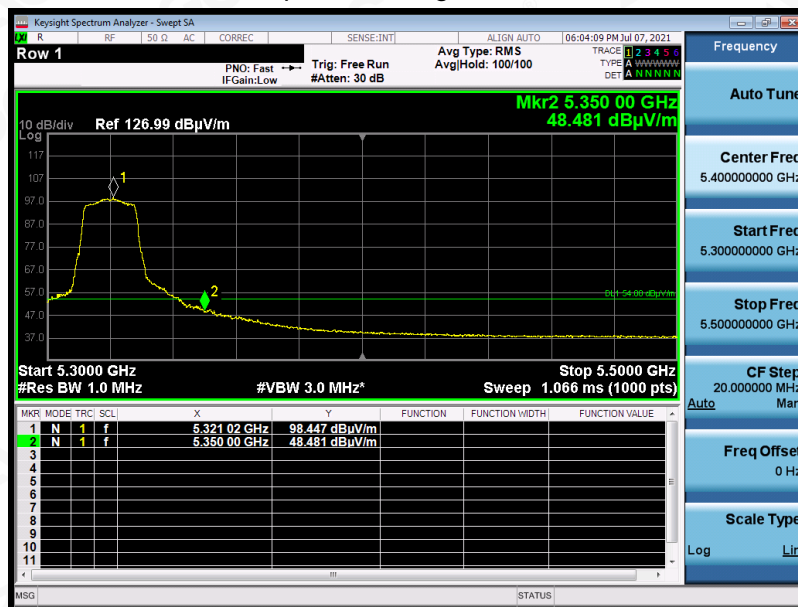 Keysight Spectrum Analyzer - Swept SA
LXI R RF 50 Ω AC CORREC SENSE:INT ALIGN AUTO 06:04:09 PM Jul 07, 2021
Row 1
PNO: Fast
IFGain:Low
Trig: Free Run
#Atten: 30 dB
Avg Type: RMS
Avg|Hold: 100/100
TRACE 1 2 3 4 5 6
TYPE A WWWWW
DET A N N N N N
Mkr2 5.350 00 GHz
48.481 dBµV/m
10 dB/div Ref 126.99 dBµV/m
Log
117
107
97.0
87.0
77.0
67.0
57.0
47.0
37.0
1
2
DL1 54.00 dBµV/m
Start 5.3000 GHz Stop 5.5000 GHz
#Res BW 1.0 MHz #VBW 3.0 MHz* Sweep 1.066 ms (1000 pts)
MKR MODE TRC SCL X Y FUNCTION FUNCTION WIDTH FUNCTION VALUE
1 N 1 f 5.321 02 GHz 98.447 dBµV/m
2 N 1 f 5.350 00 GHz 48.481 dBµV/m
3
4
5
6
7
8
9
10
11
MSG STATUS
Frequency
Auto Tune
Center Freq
5.400000000 GHz
Start Freq
5.300000000 GHz
Stop Freq
5.500000000 GHz
CF Step
20.000000 MHz
Auto Man
Freq Offset
0 Hz
Scale Type
Log Lin